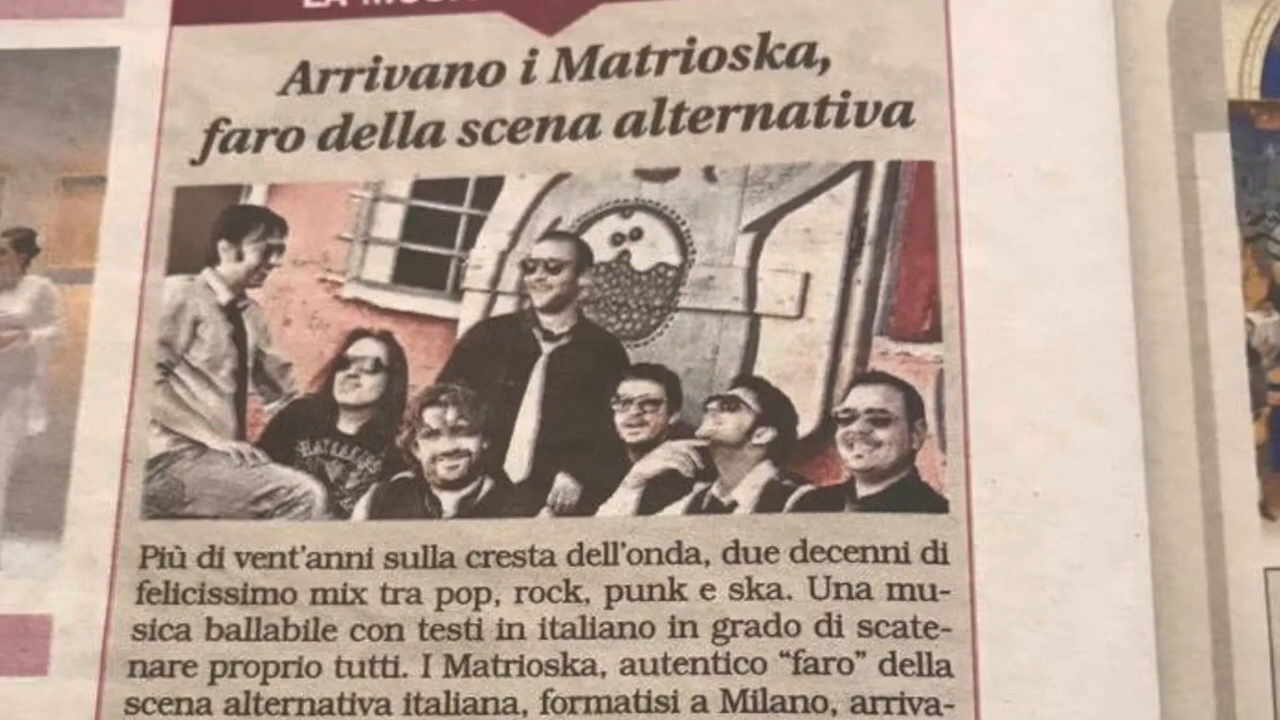 Arrivano i Matrioska,
faro della scena alternativa
Più di vent'anni sulla cresta dell'onda, due decenni di
felicissimo mix tra pop, rock, punk e ska. Una mu-
sica ballabile con testi in italiano in grado di scate-
nare proprio tutti. I Matrioska, autentico “faro” della
scena alternativa italiana, formatisi a Milano, arriva-